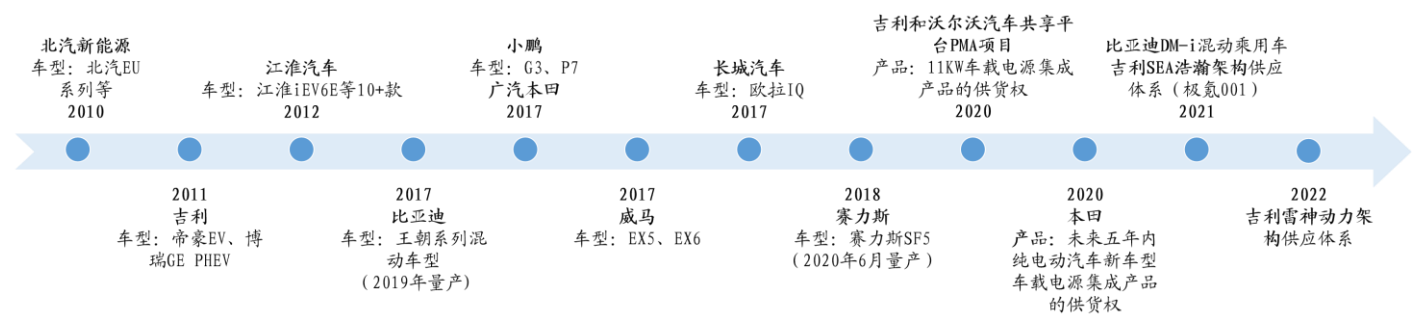 北汽新能源
车型：北汽EU
系列等
2010
2011
吉利
车型：帝豪EV、博
瑞GE PHEV
江淮汽车
车型：江淮iEV6E等10+款
2012
2017
比亚迪
车型：王朝系列混
动车型
(2019年量产)
小鹏
车型：G3、P7
广汽本田
2017
2017
威马
车型：EX5、EX6
长城汽车
车型：欧拉IQ
2017
2018
赛力斯
车型：赛力斯SF5
（2020年6月量产）
吉利和沃尔沃汽车共享平
台PMA项目
产品：11KW车载电源集成
产品的供货权
2020
2020
本田
产品：未来五年内
纯电动汽车新车型
车载电源集成产品
的供货权
比亚迪DM-i混动乘用车
吉利SEA浩瀚架构供应
体系（极氪001）
2021
2022
吉利雷神动力架
构供应体系